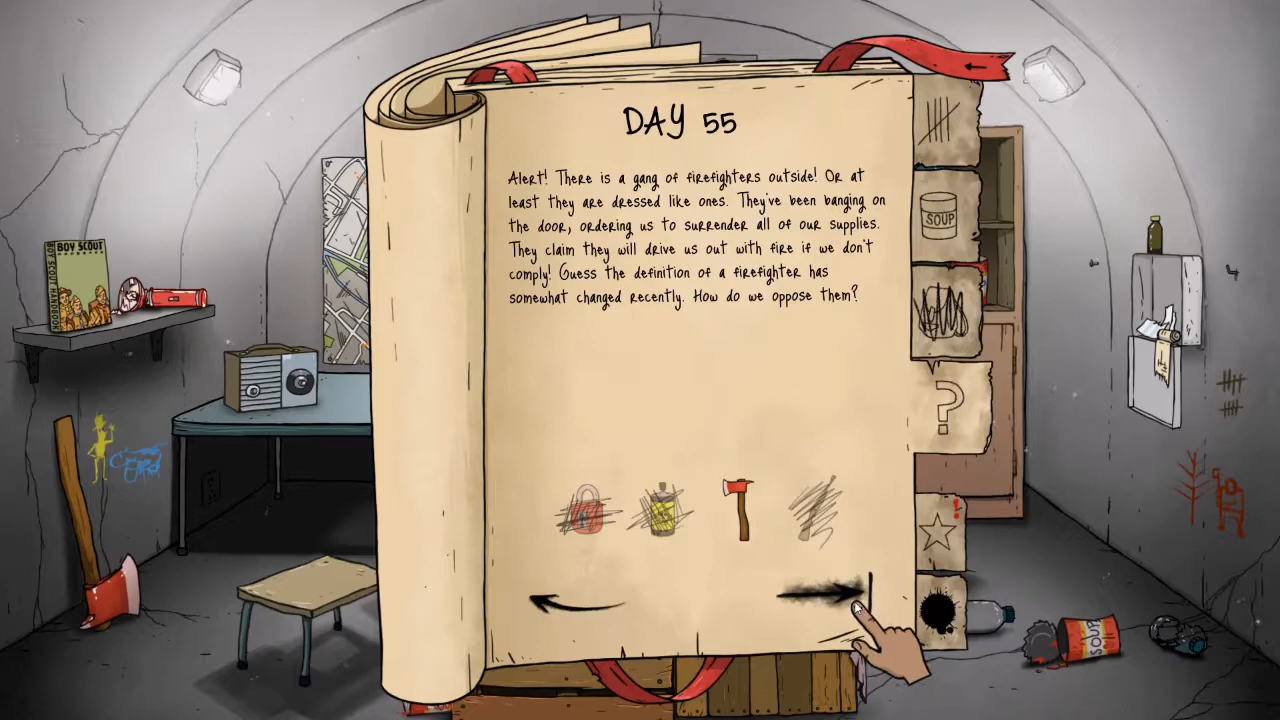 DAY 55
Alert! There is a gang of firefighters outside! Or at
least they are dressed like ones. They've been banging on
the door, ordering us to surrender all of our supplies.
They claim they will drive us out with fire if we don't
comply! Guess the definition of a firefighter has
somewhat changed recently. How do we oppose them?
SOUP
?
!
BOY SCOUT
BOY SCOUT HANDBOOK
SOUP